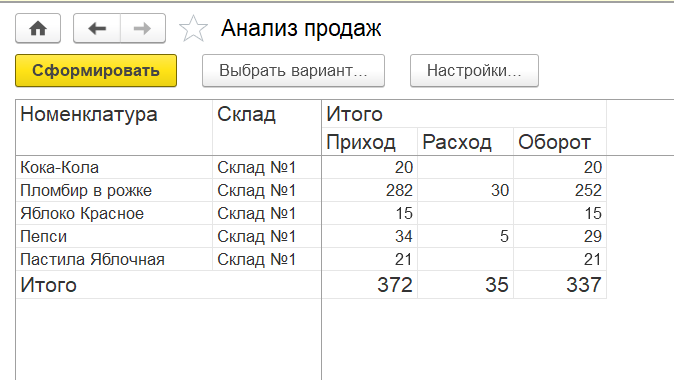 Анализ продаж
Сформировать Выбрать вариант... Настройки...
Номенклатура Склад Итого
Приход Расход Оборот
Кока-Кола Склад №1 20 20
Пломбир в рожке Склад №1 282 30 252
Яблоко Красное Склад №1 15 15
Пепси Склад №1 34 5 29
Пастила Яблочная Склад №1 21 21
Итого 372 35 337